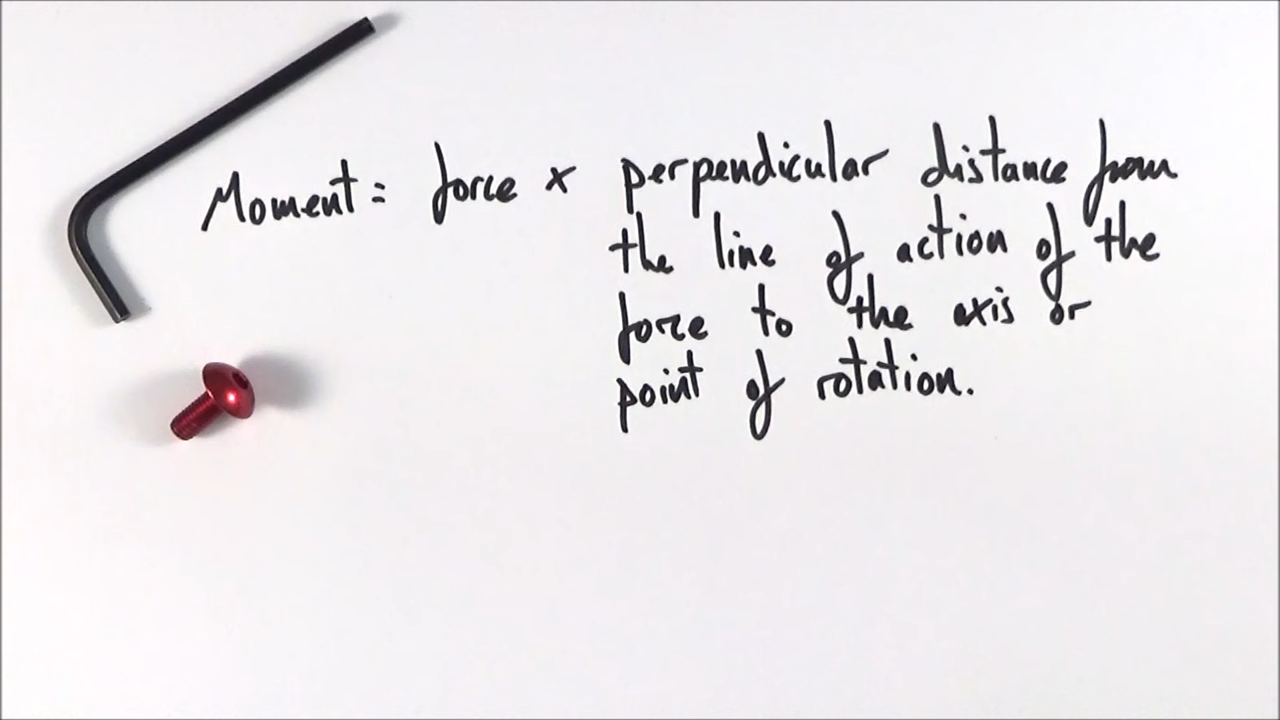 Moment = force × perpendicular distance from
the line of action of the
force to the axis or
point of rotation.